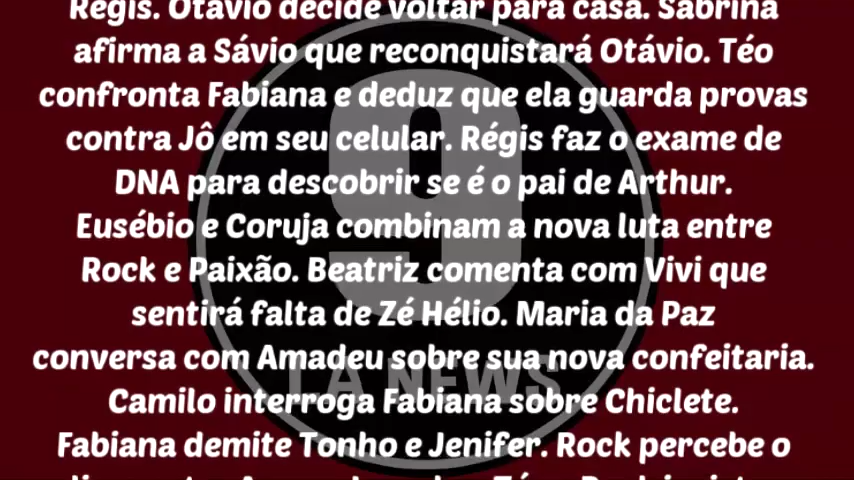 Régis. Otávio decide voltar para casa. Sabrina
afirma a Sávio que reconquistará Otávio. Téo
confronta Fabiana e deduz que ela guarda provas
contra Jô em seu celular. Régis faz o exame de
DNA para descobrir se é o pai de Arthur.
Eusébio e Coruja combinam a nova luta entre
Rock e Paixão. Beatriz comenta com Vivi que
sentirá falta de Zé Hélio. Maria da Paz
conversa com Amadeu sobre sua nova confeitaria.
Camilo interroga Fabiana sobre Chiclete.
Fabiana demite Tonho e Jenifer. Rock percebe o
9
NEWS